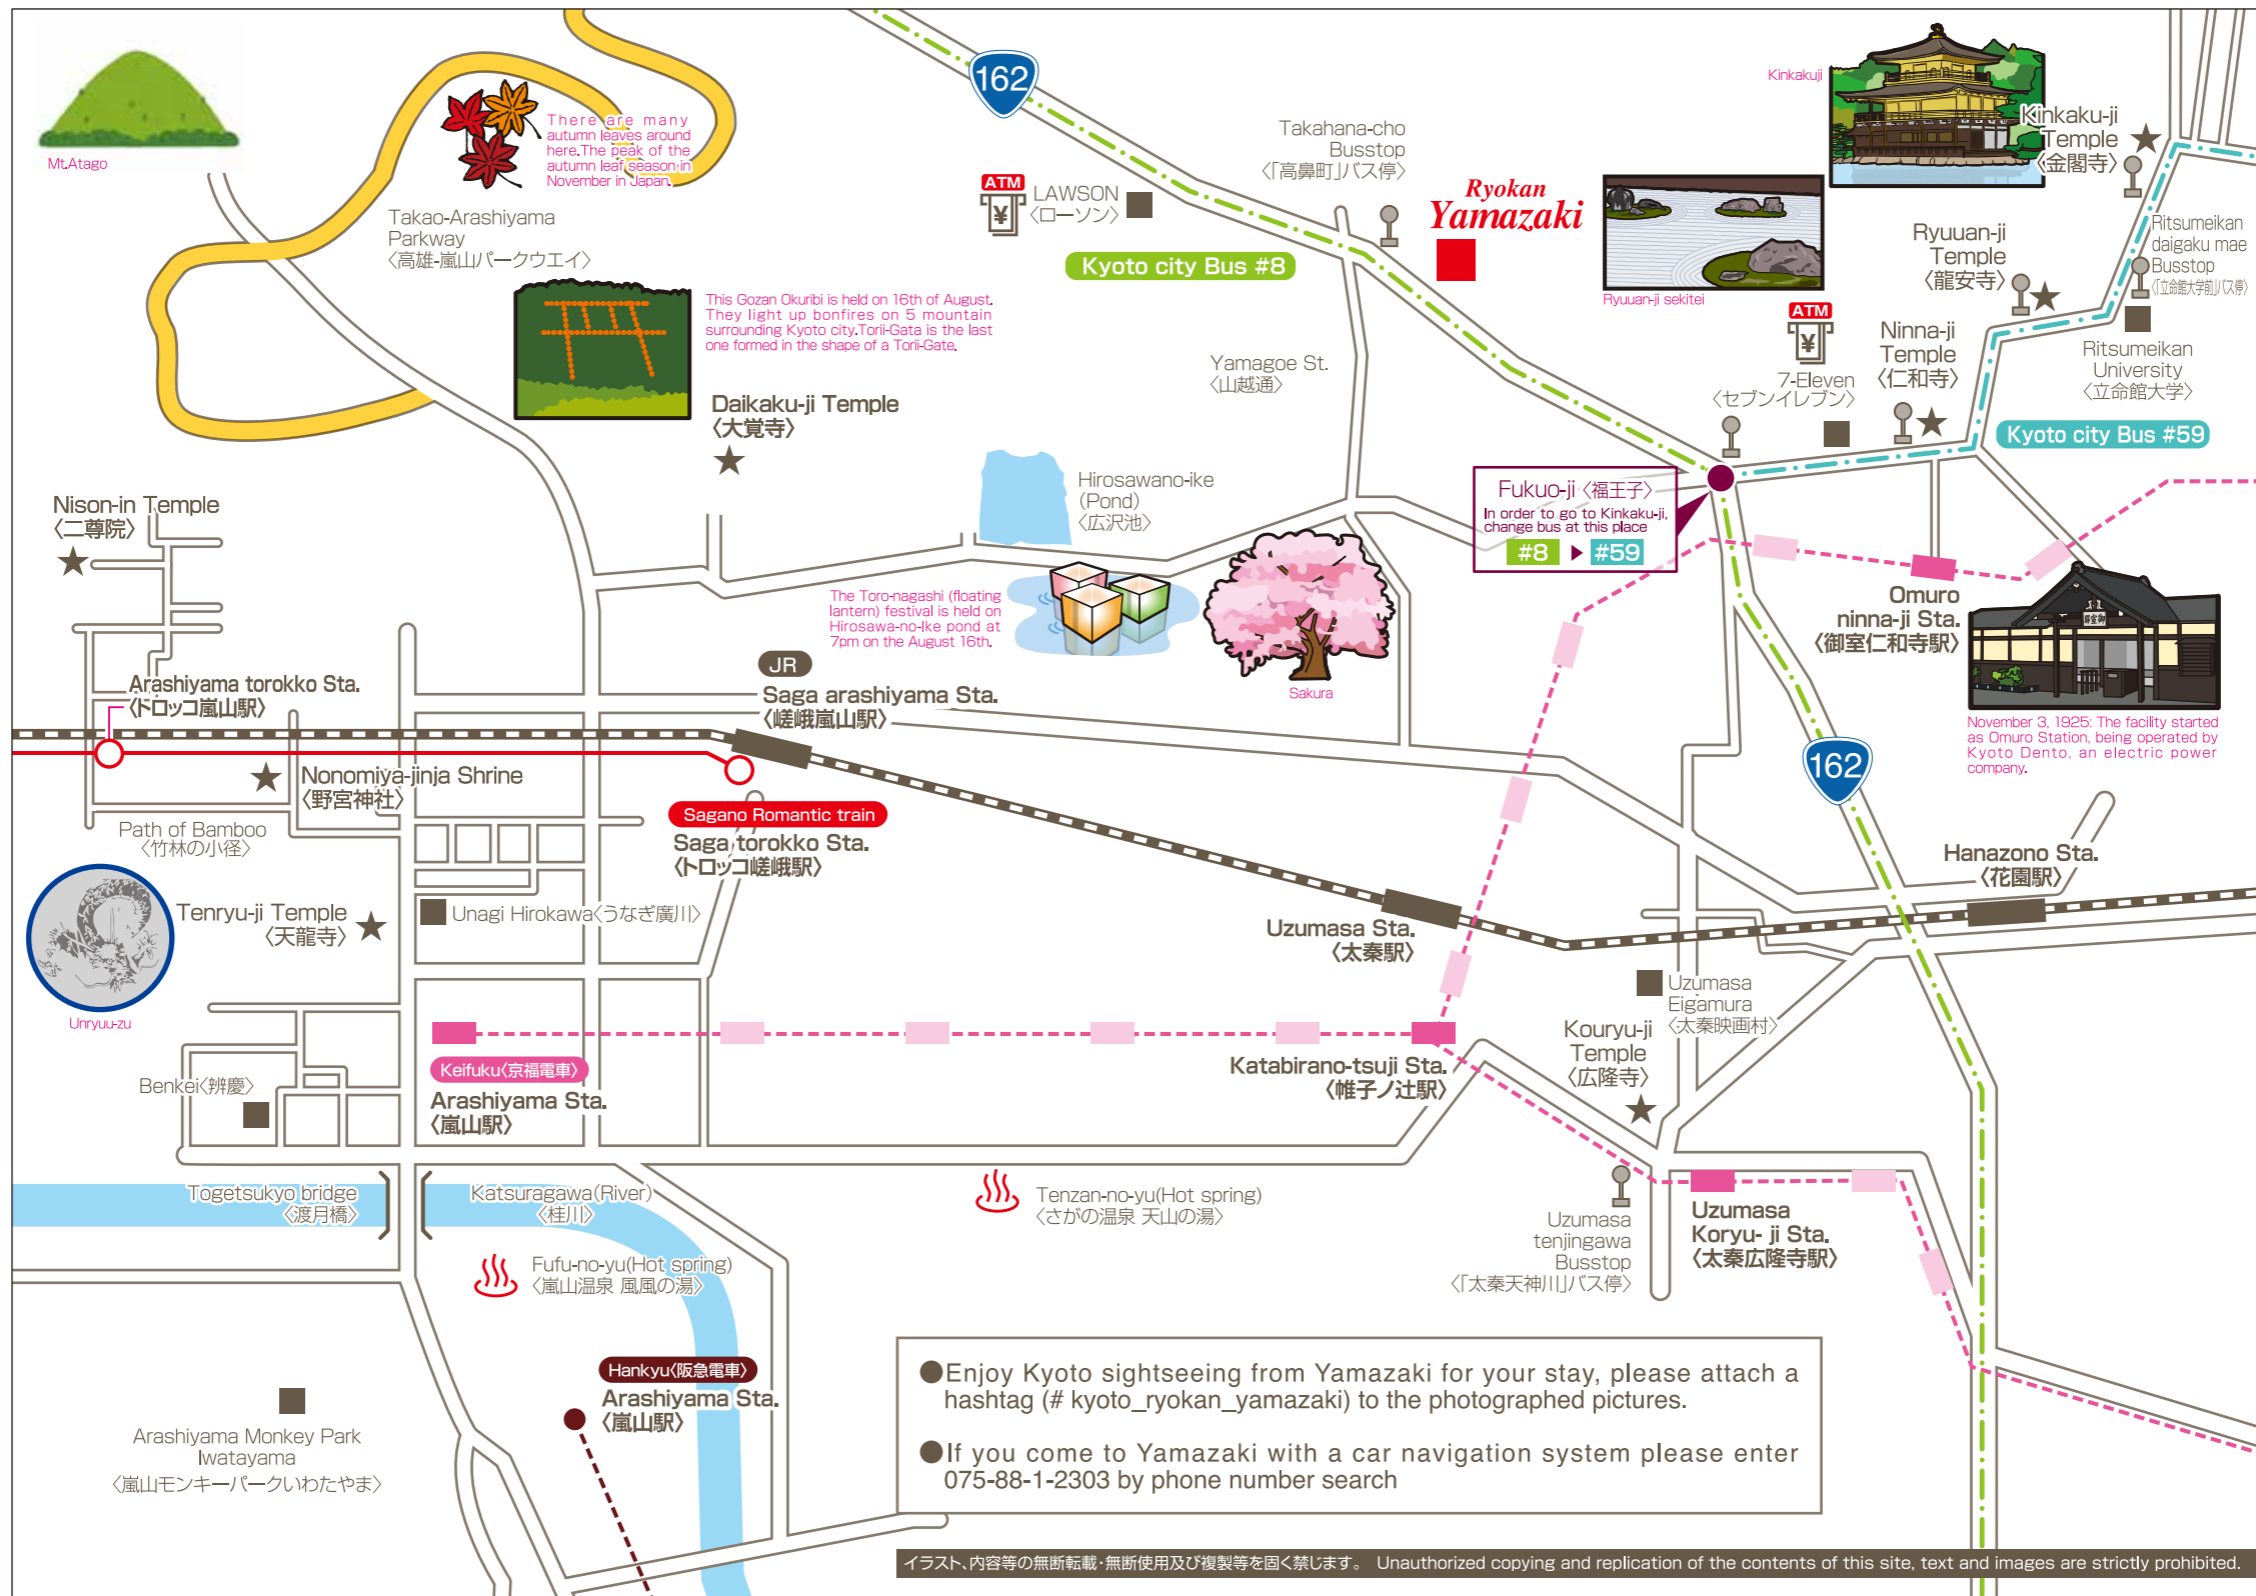 Mt.Atago
There are many
autumn leaves around
here.The peak of the
autumn leaf season in
November in Japan.
Takao-Arashiyama
Parkway
〈高雄-嵐山パークウエイ〉
162
Takahana-cho
Busstop
〈「高鼻町」バス停〉
ATM
¥
LAWSON
〈ローソン〉
Kyoto city Bus #8
Ryokan
Yamazaki
Kinkakuji
Kinkaku-ji
Temple
〈金閣寺〉
Ryuuan-ji sekitei
Ryuuan-ji
Temple
〈龍安寺〉
Ritsumeikan
daigaku mae
Busstop
〈「立命館大学前」バス停〉
Ritsumeikan
University
〈立命館大学〉
ATM
¥
7-Eleven
〈セブンイレブン〉
Ninna-ji
Temple
〈仁和寺〉
Kyoto city Bus #59
This Gozan Okuribi is held on 16th of August.
They light up bonfires on 5 mountain
surrounding Kyoto city.Torii-Gata is the last
one formed in the shape of a Torii-Gate.
Yamagoe St.
〈山越通〉
Daikaku-ji Temple
〈大覚寺〉
Hirosawano-ike
(Pond)
〈広沢池〉
Fukuo-ji〈福王子〉
In order to go to Kinkaku-ji,
change bus at this place
#8 ▶ #59
Nison-in Temple
〈二尊院〉
The Toro-nagashi (floating
lantern) festival is held on
Hirosawa-no-Ike pond at
7pm on the August 16th.
Sakura
Omuro
ninna-ji Sta.
〈御室仁和寺駅〉
November 3, 1925: The facility started
as Omuro Station, being operated by
Kyoto Dento, an electric power
company.
Arashiyama torokko Sta.
〈トロッコ嵐山駅〉
JR
Saga arashiyama Sta.
〈嵯峨嵐山駅〉
Nonomiya-jinja Shrine
〈野宮神社〉
162
Sagano Romantic train
Saga torokko Sta.
〈トロッコ嵯峨駅〉
Path of Bamboo
〈竹林の小径〉
Hanazono Sta.
〈花園駅〉
Tenryu-ji Temple
〈天龍寺〉
Unagi Hirokawa〈うなぎ廣川〉
Uzumasa Sta.
〈太秦駅〉
Unryuu-zu
Uzumasa
Eigamura
〈太秦映画村〉
Kouryu-ji
Temple
〈広隆寺〉
Keifuku〈京福電車〉
Arashiyama Sta.
〈嵐山駅〉
Katabirano-tsuji Sta.
〈帷子ノ辻駅〉
Benkei〈辨慶〉
Togetsukyo bridge
〈渡月橋〉
Katsuragawa(River)
〈桂川〉
Tenzan-no-yu(Hot spring)
〈さがの温泉 天山の湯〉
Uzumasa
tenjingawa
Busstop
〈「太秦天神川」バス停〉
Uzumasa
Koryu- ji Sta.
〈太秦広隆寺駅〉
Fufu-no-yu(Hot spring)
〈嵐山温泉 風風の湯〉
Hankyu〈阪急電車〉
Arashiyama Sta.
〈嵐山駅〉
Arashiyama Monkey Park
Iwatayama
〈嵐山モンキーパークいわたやま〉
●Enjoy Kyoto sightseeing from Yamazaki for your stay, please attach a
hashtag (# kyoto_ryokan_yamazaki) to the photographed pictures.
●If you come to Yamazaki with a car navigation system please enter
075-88-1-2303 by phone number search
イラスト、内容等の無断転載・無断使用及び複製等を固く禁じます。 Unauthorized copying and replication of the contents of this site, text and images are strictly prohibited.